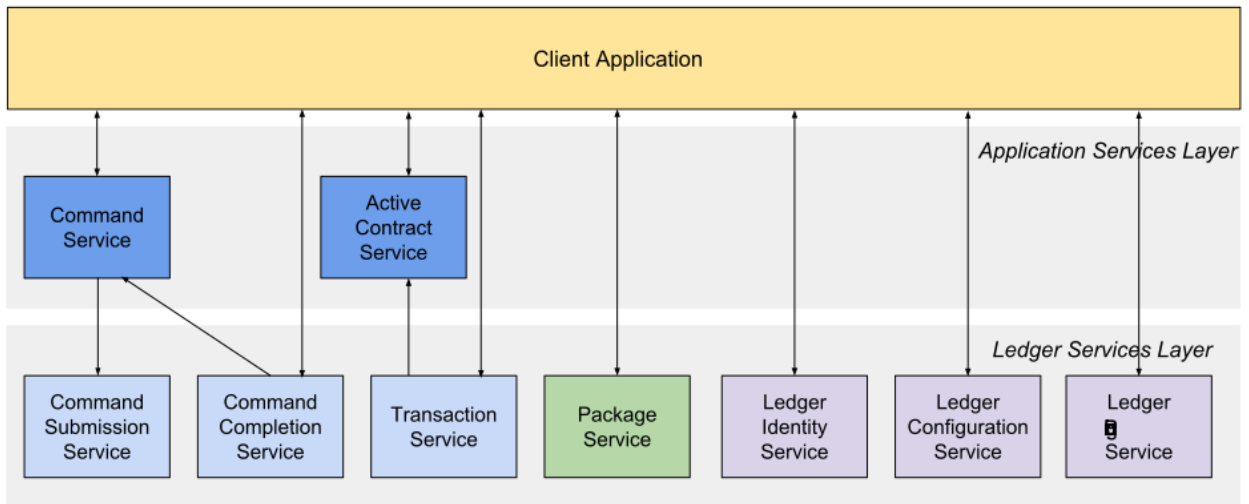 Client Application
Application Services Layer
Command
Service
Active
Contract
Service
Ledger Services Layer
Command
Submission
Service
Command
Completion
Service
Transaction
Service
Package
Service
Ledger
Identity
Service
Ledger
Configuration
Service
Ledger
Service